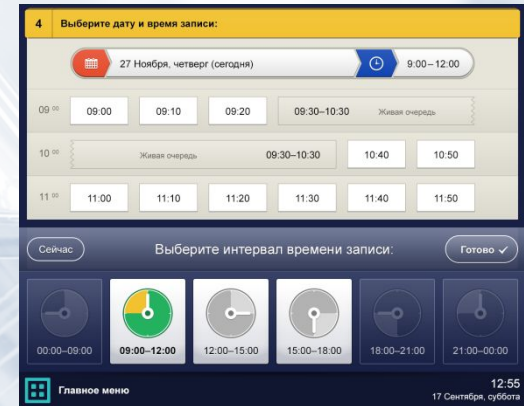 4 Выберите дату и время записи:
27 Ноября, четверг (сегодня) 9:00–12:00
09 00 09:00 09:10 09:20 09:30–10:30 Живая очередь
10 00 Живая очередь 09:30–10:30 10:40 10:50
11 00 11:00 11:10 11:20 11:30 11:40 11:50
Сейчас Выберите интервал времени записи: Готово ✓
00:00–09:00 09:00–12:00 12:00–15:00 15:00–18:00 18:00–21:00 21:00–00:00
Главное меню 12:55
17 Сентября, суббота